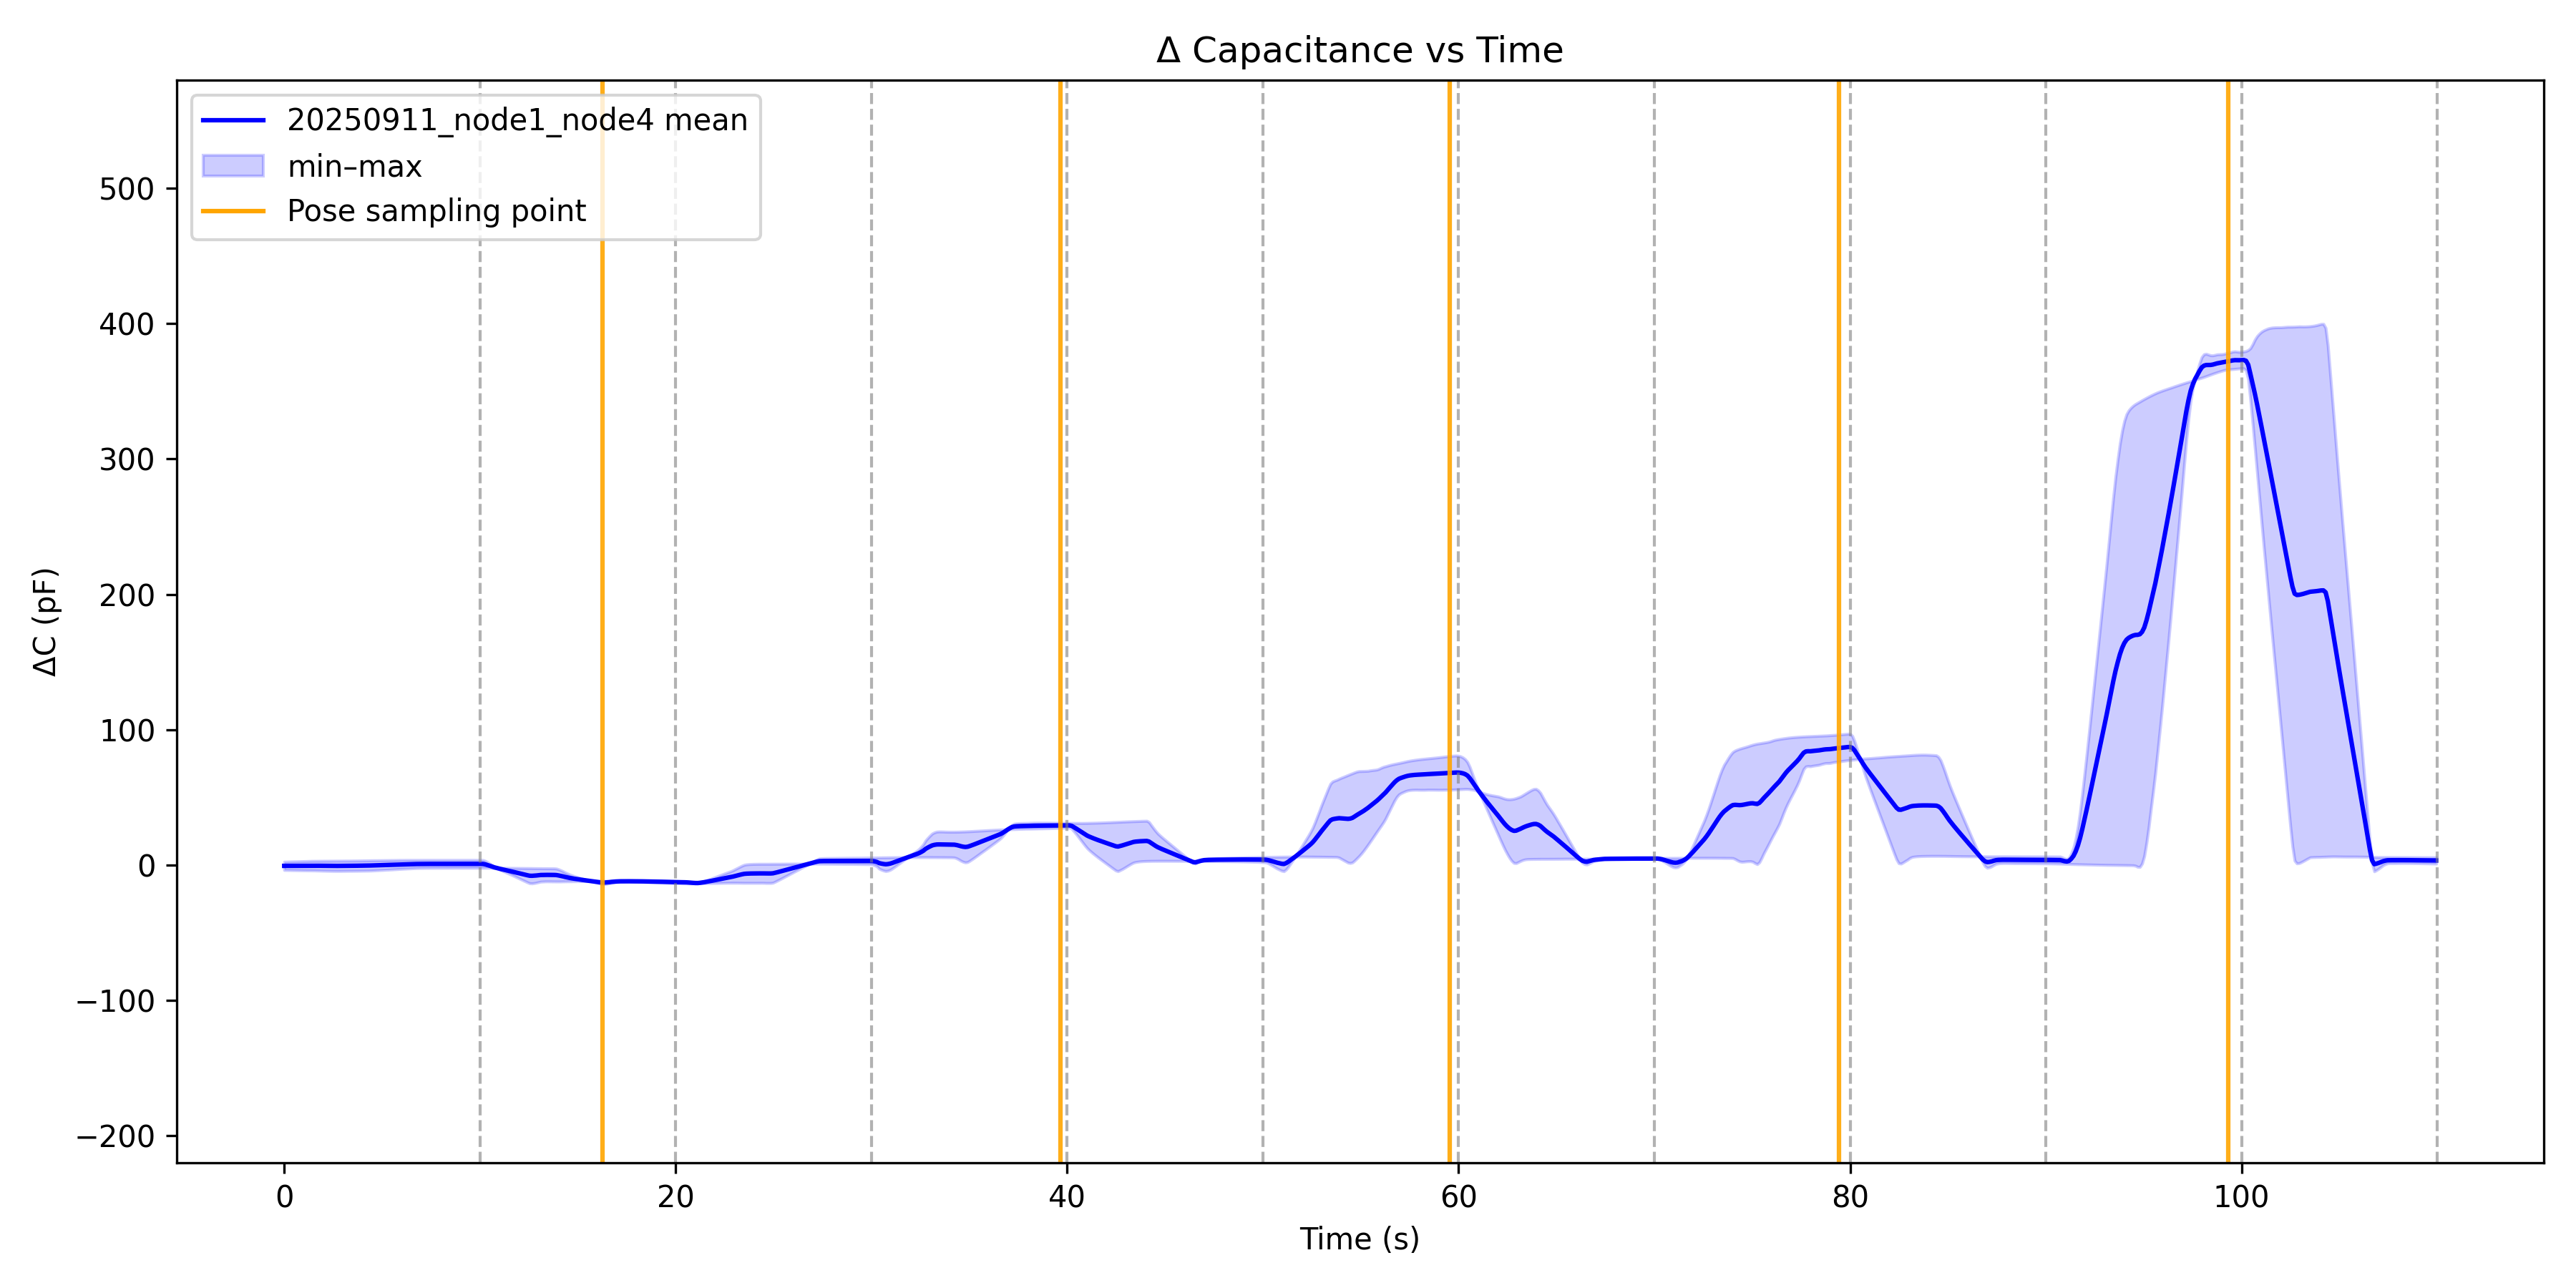 Δ Capacitance vs Time
20250911_node1_node4 mean
min–max
Pose sampling point
500
400
300
200
100
0
−100
−200
ΔC (pF)
0 20 40 60 80 100
Time (s)